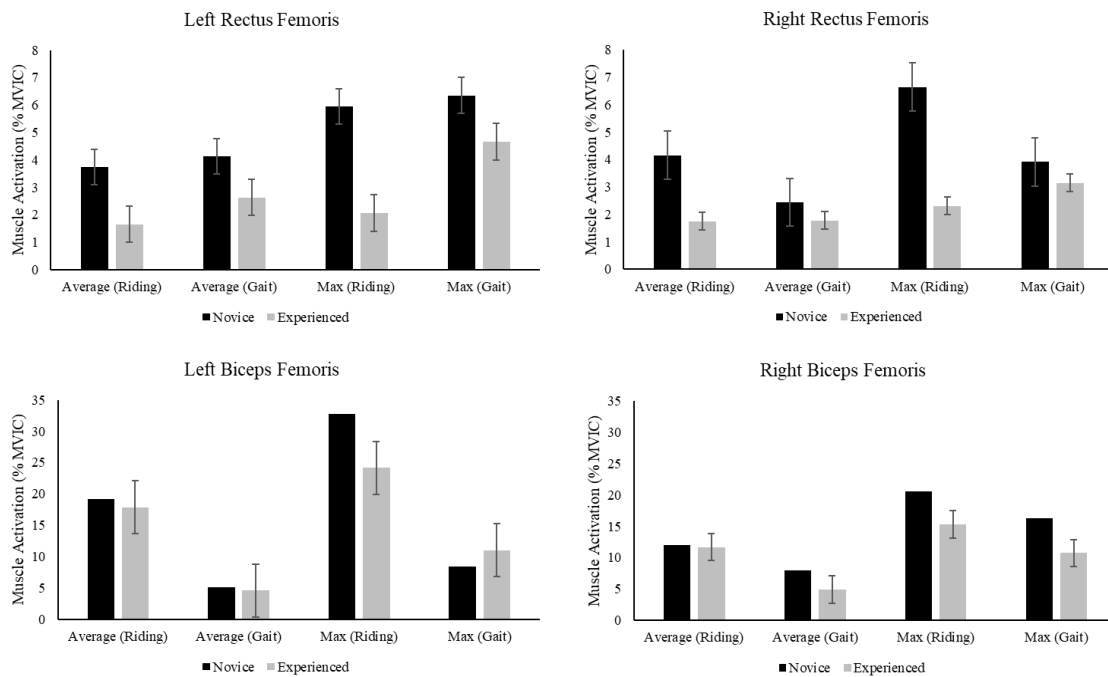 Left Rectus Femoris
Muscle Activation (% MVIC)
8
7
6
5
4
3
2
1
0
Average (Riding) Average (Gait) Max (Riding) Max (Gait)
Novice Experienced
Right Rectus Femoris
Muscle Activation (% MVIC)
8
7
6
5
4
3
2
1
0
Average (Riding) Average (Gait) Max (Riding) Max (Gait)
Novice Experienced
Left Biceps Femoris
Muscle Activation (% MVIC)
35
30
25
20
15
10
5
0
Average (Riding) Average (Gait) Max (Riding) Max (Gait)
Novice Experienced
Right Biceps Femoris
Muscle Activation (% MVIC)
35
30
25
20
15
10
5
0
Average (Riding) Average (Gait) Max (Riding) Max (Gait)
Novice Experienced